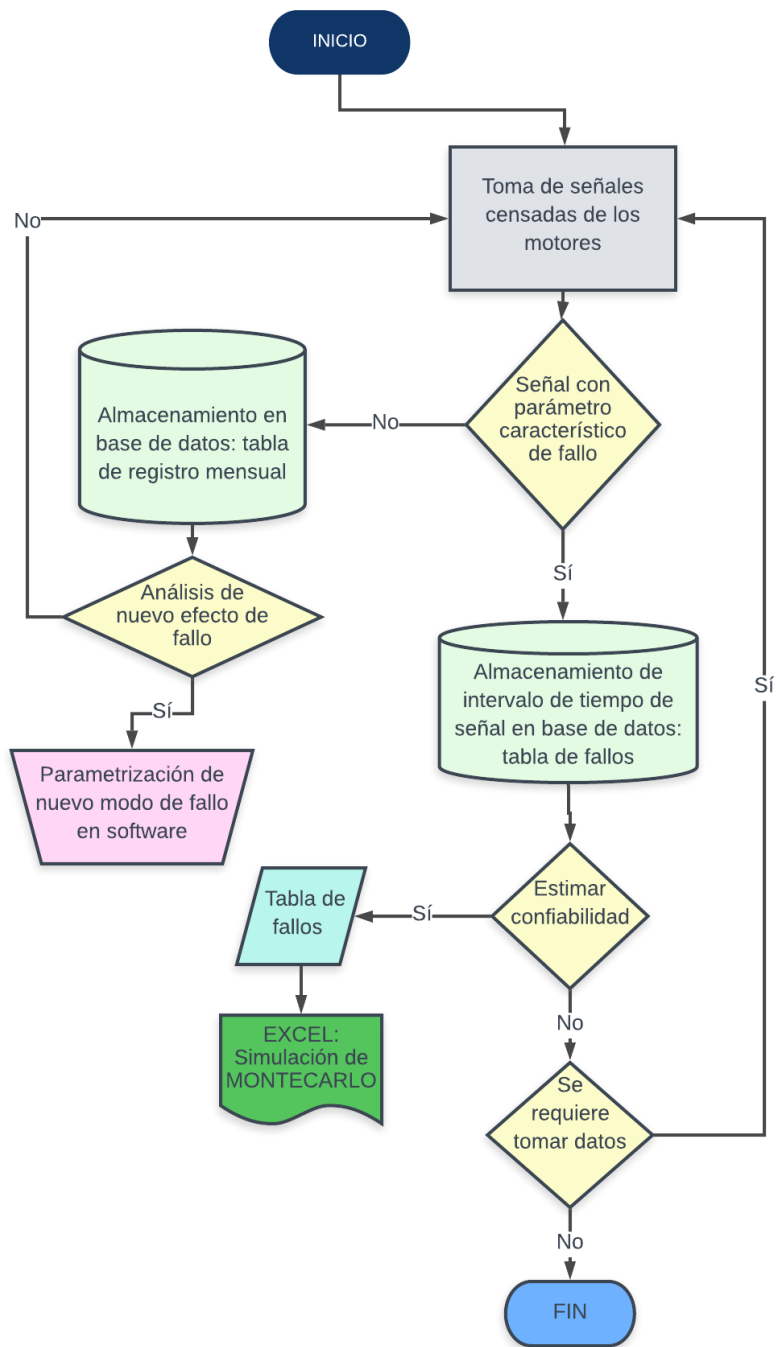 INICIO
Toma de señales
censadas de los
motores
No
Señal con
parámetro
característico
de fallo
No
Almacenamiento en
base de datos: tabla
de registro mensual
Sí
Análisis de
nuevo efecto de
fallo
Almacenamiento de
intervalo de tiempo de
señal en base de datos:
tabla de fallos
Sí
Sí
Parametrización de
nuevo modo de fallo
en software
Estimar
confiabilidad
Sí
Tabla de
fallos
No
EXCEL:
Simulación de
MONTECARLO
Se
requiere
tomar datos
No
FIN